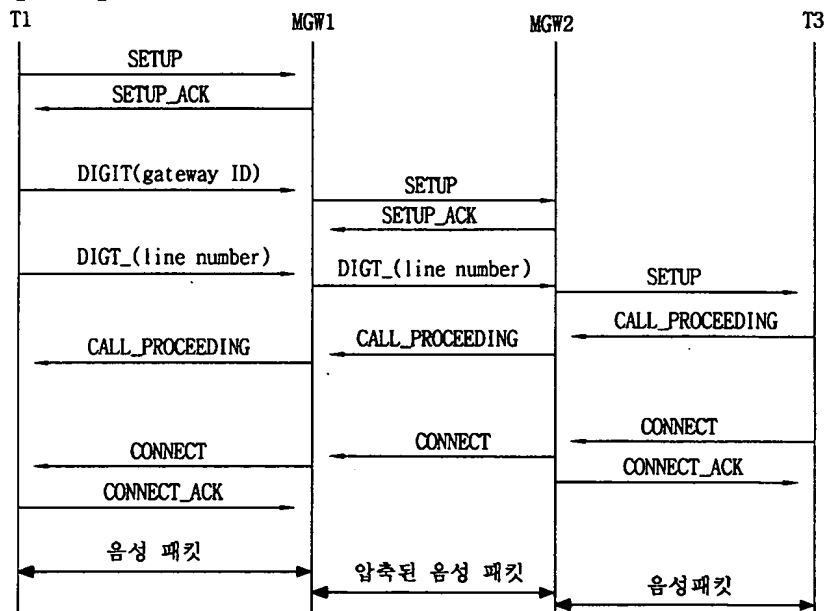 T1 MGW1 MGW2 T3
SETUP
SETUP_ACK
DIGIT(gateway ID)
SETUP
SETUP_ACK
DIGT_(line number)
DIGT_(line number)
SETUP
CALL_PROCEEDING
CALL_PROCEEDING
CALL_PROCEEDING
CONNECT
CONNECT
CONNECT
CONNECT_ACK
CONNECT_ACK
음성 패킷
압축된 음성 패킷
음성패킷